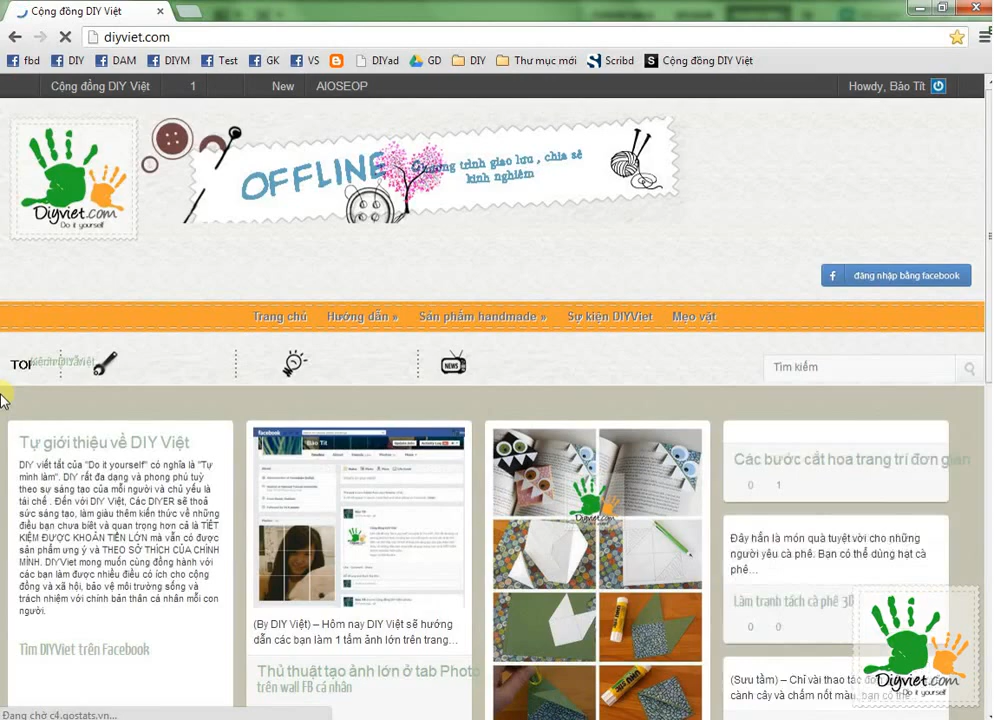 Cộng đồng DIY Việt
diyviet.com
fbd DIY DAM DIYM Test GK VS DIYad GD DIY Thư mục mới Scribd Cộng đồng DIY Việt
Cộng đồng DIY Việt 1 New AIOSEOP Howdy, Bảo Tít
OFFLINE
Chương trình giao lưu , chia sẻ
kinh nghiệm
Diyviet.com
Do it yourself
đăng nhập bằng facebook
Trang chủ Hướng dẫn » Sản phẩm handmade » Sự kiện DIYViet Mẹo vặt
TOP
NEWS
Tìm kiếm
Tự giới thiệu về DIY Việt
DIY viết tắt của "Do it yourself" có nghĩa là "Tự
mình làm". DIY rất đa dạng và phong phú tuỳ
theo sự sáng tạo của mỗi người và chủ yếu là
tái chế . Đến với DIY Việt, Các DIYER sẽ thoả
sức sáng tạo, làm giàu thêm kiến thức về những
điều bạn chưa biết và quan trọng hơn cả là TIẾT
KIỆM ĐƯỢC KHOẢN TIỀN LỚN mà vẫn có được
sản phẩm ưng ý và THEO SỞ THÍCH CỦA CHÍNH
MÌNH. DIYViet mong muốn cùng đồng hành với
các bạn làm được nhiều điều có ích cho cộng
đồng và xã hội, bảo vệ môi trường sống và
trách nhiệm với chính bản thân cá nhân mỗi con
người.
Tìm DIYViet trên Facebook
facebook
Bảo Tít
(By DIY Việt) – Hôm nay DIY Việt sẽ hướng
dẫn các bạn làm 1 tấm ảnh lớn trên trang...
Thủ thuật tạo ảnh lớn ở tab Photo
trên wall FB cá nhân
Các bước cắt hoa trang trí đơn giản
0 1
Đây hẳn là món quà tuyệt vời cho những
người yêu cà phê. Bạn có thể dùng hạt cà
phê...
Làm tranh tách cà phê 3D
0 0
(Sưu tầm) – Chỉ vài thao tác đơ
cành cây và chấm nốt màu, bạn có thể
Diyviet.com
Do it yourself
Đang chờ c4.gostats.vn...